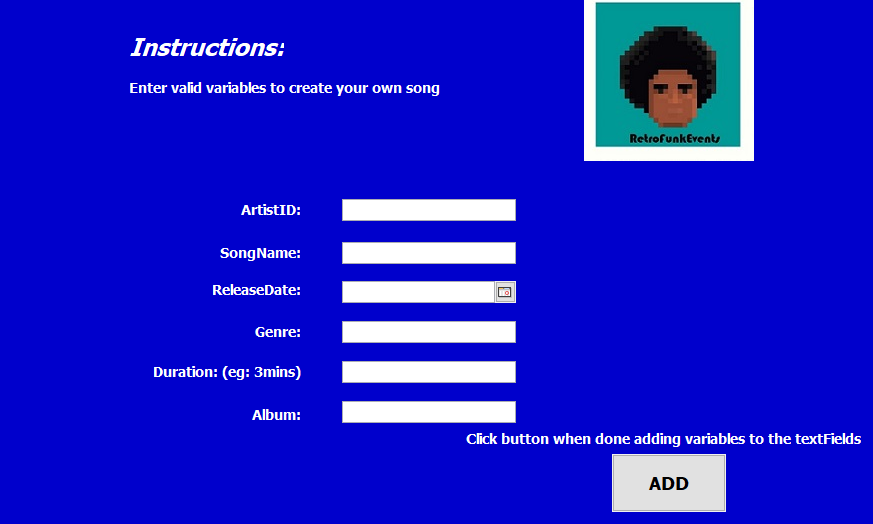 Instructions:
Enter valid variables to create your own song
RetroFunkEvents
ArtistID:
SongName:
ReleaseDate:
Genre:
Duration: (eg: 3mins)
Album:
Click button when done adding variables to the textFields
ADD